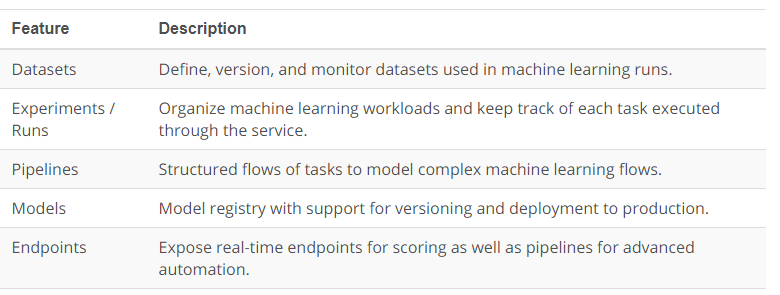 Feature Description
Datasets Define, version, and monitor datasets used in machine learning runs.
Experiments / Organize machine learning workloads and keep track of each task executed
Runs through the service.
Pipelines Structured flows of tasks to model complex machine learning flows.
Models Model registry with support for versioning and deployment to production.
Endpoints Expose real-time endpoints for scoring as well as pipelines for advanced
automation.